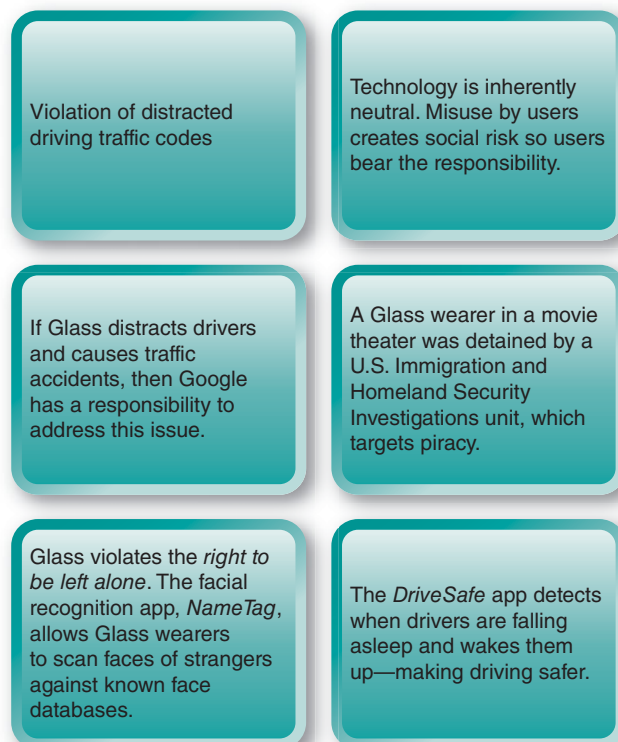 Violation of distracted
driving traffic codes
Technology is inherently
neutral. Misuse by users
creates social risk so users
bear the responsibility.
If Glass distracts drivers
and causes traffic
accidents, then Google
has a responsibility to
address this issue.
A Glass wearer in a movie
theater was detained by a
U.S. Immigration and
Homeland Security
Investigations unit, which
targets piracy.
Glass violates the right to
be left alone. The facial
recognition app, NameTag,
allows Glass wearers
to scan faces of strangers
against known face
databases.
The DriveSafe app detects
when drivers are falling
asleep and wakes them
up—making driving safer.